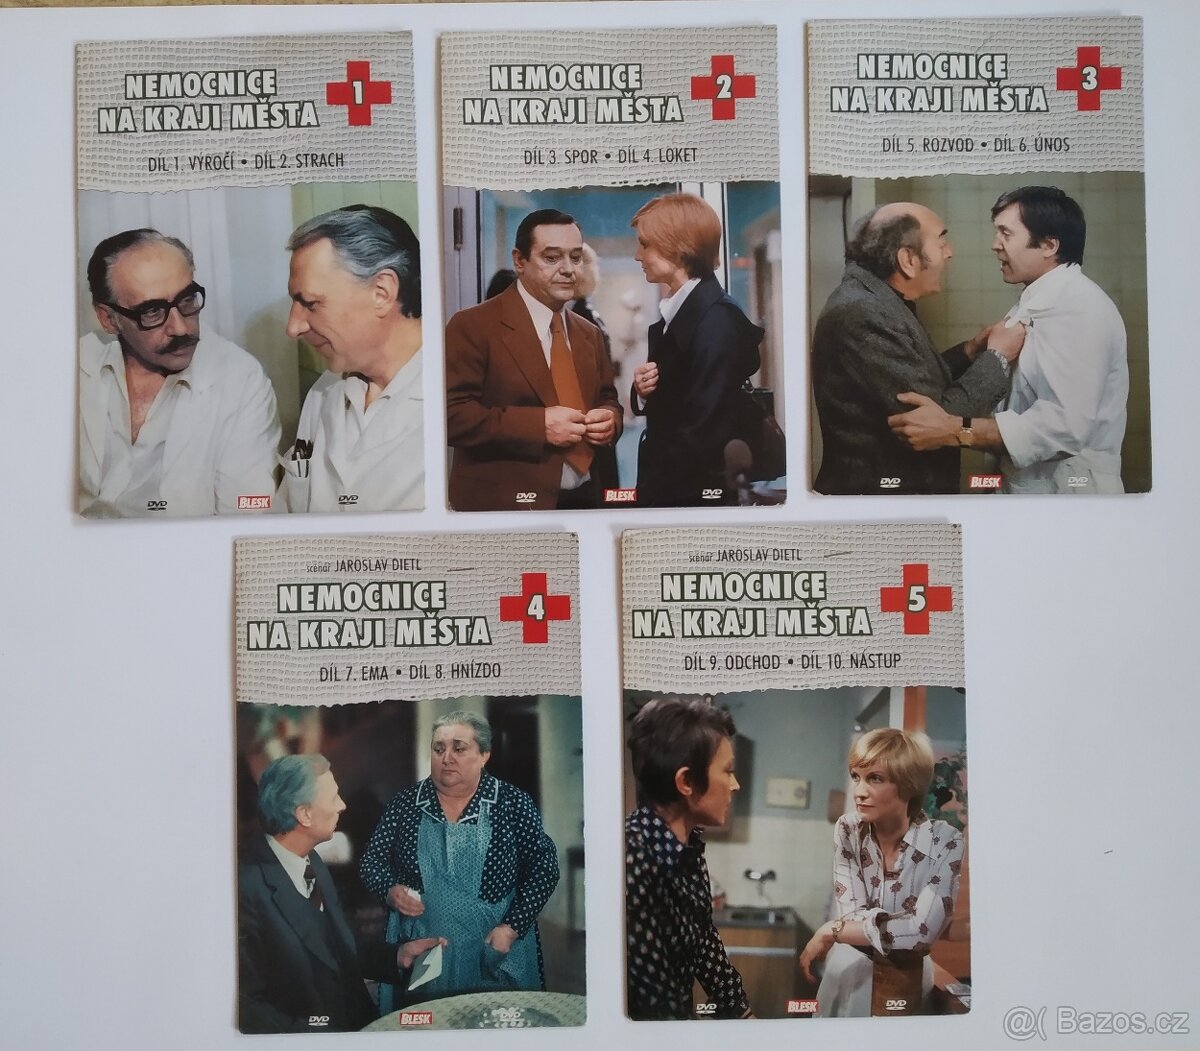 NEMOCNICE
NA KRAJI MĚSTA
1
DÍL 1. VÝROČÍ • DÍL 2. STRACH
DVD
BLESK
DVD
NEMOCNICE
NA KRAJI MĚSTA
2
DÍL 3. SPOR • DÍL 4. LOKET
DVD
BLESK
DVD
NEMOCNICE
NA KRAJI MĚSTA
3
DÍL 5. ROZVOD • DÍL 6. ÚNOS
DVD
BLESK
DVD
scénář JAROSLAV DIETL
NEMOCNICE
NA KRAJI MĚSTA
4
DÍL 7. EMA • DÍL 8. HNÍZDO
DVD
BLESK
DVD
scénář JAROSLAV DIETL
NEMOCNICE
NA KRAJI MĚSTA
5
DÍL 9. ODCHOD • DÍL 10. NÁSTUP
DVD
BLESK
DVD
@( Bazos.cz